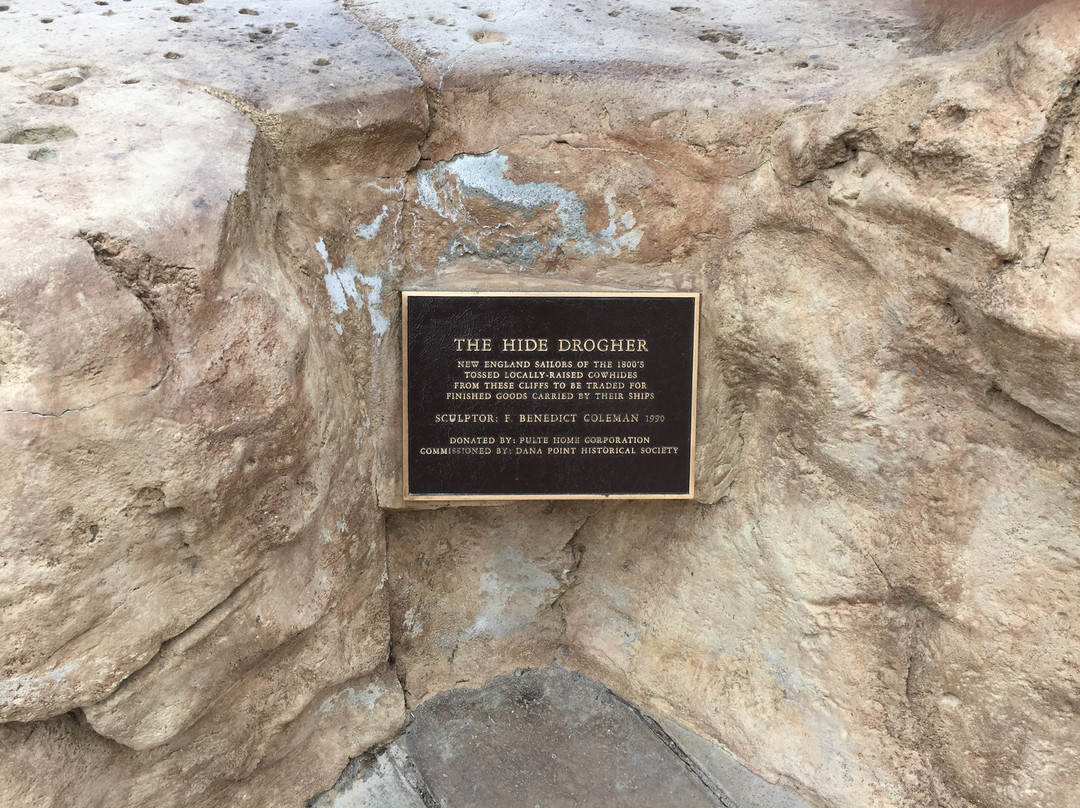 THE HIDE DROGHER
NEW ENGLAND SAILORS OF THE 1800'S
TOSSED LOCALLY-RAISED COWHIDES
FROM THESE CLIFFS TO BE TRADED FOR
FINISHED GOODS CARRIED BY THEIR SHIPS
SCULPTOR: F. BENEDICT COLEMAN 1990
DONATED BY: PULTE HOME CORPORATION
COMMISSIONED BY: DANA POINT HISTORICAL SOCIETY